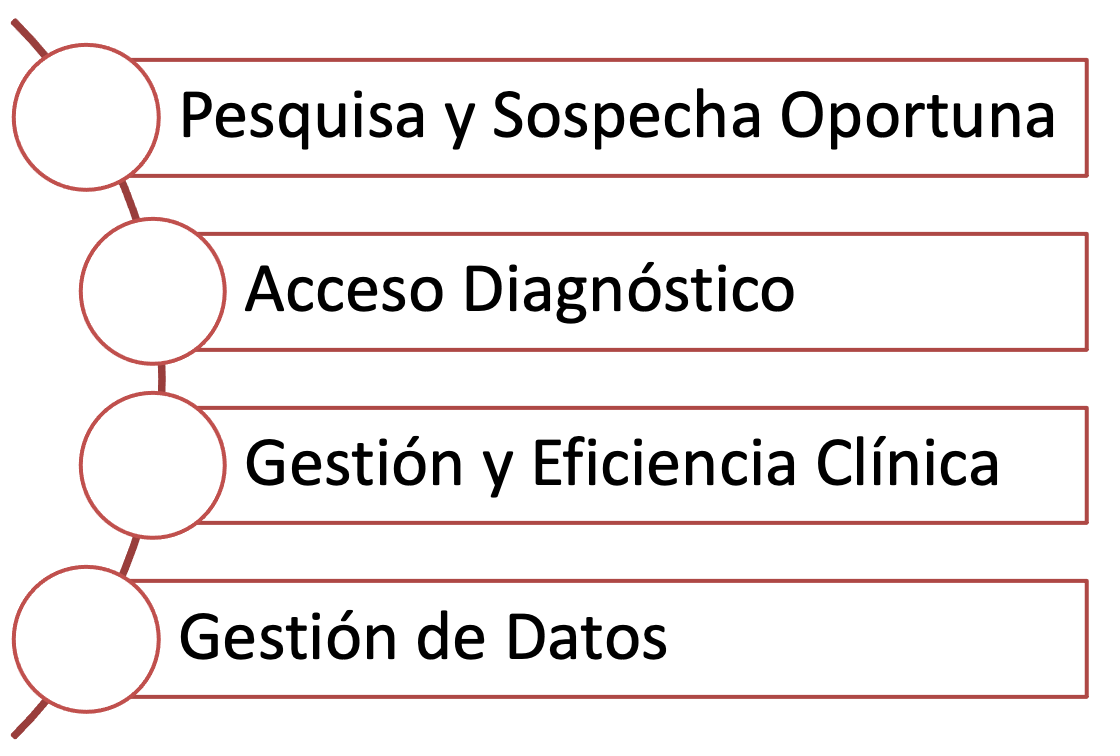 Pesquisa y Sospecha Oportuna
Acceso Diagnóstico
Gestión y Eficiencia Clínica
Gestión de Datos